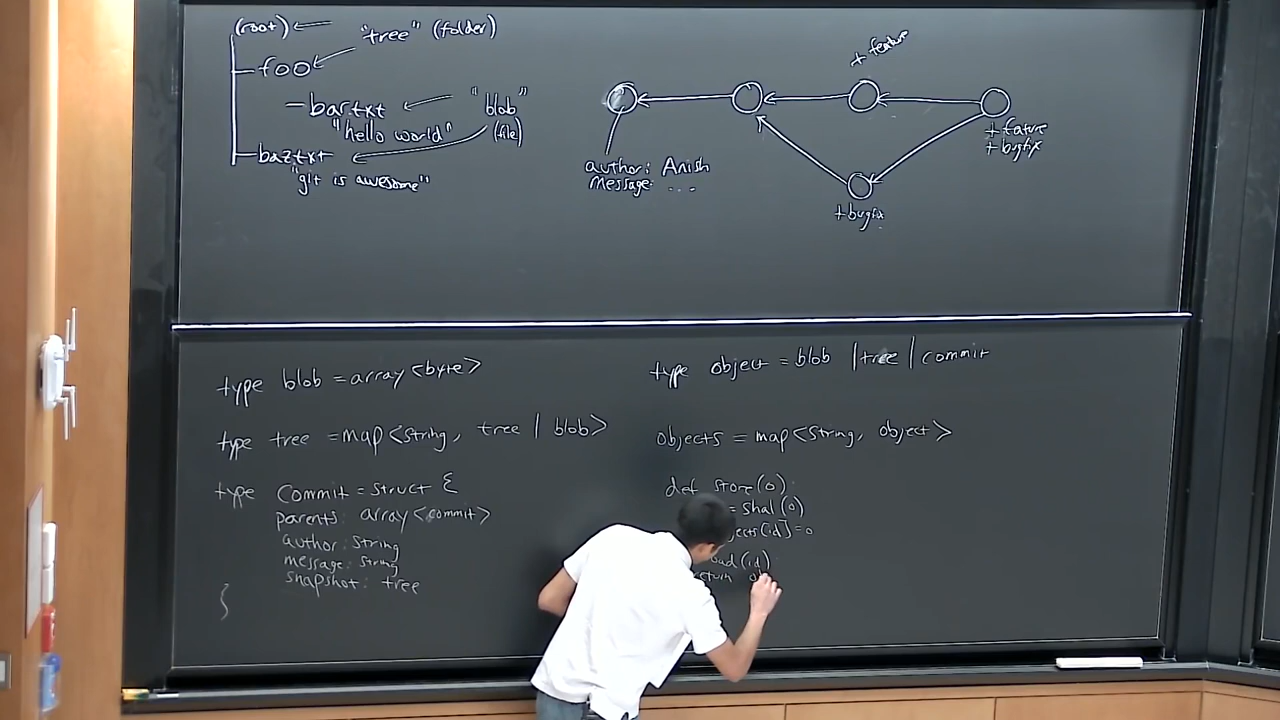 (root) "tree" (folder)
foo
bar.txt "blob"
"hello world" (file)
baz.txt
"git is awesome"
+ feature
author: Anish
message: ...
+ fature
+ bugfix
+ bugfix
type blob = array<byte>
type tree = map<string, tree | blob>
type commit = struct {
parents: array<commit>
author: string
message: string
snapshot: tree
}
type object = blob | tree | commit
objects = map<string, object>
def store(o):
= sha1(o)
[id] = o
(id)